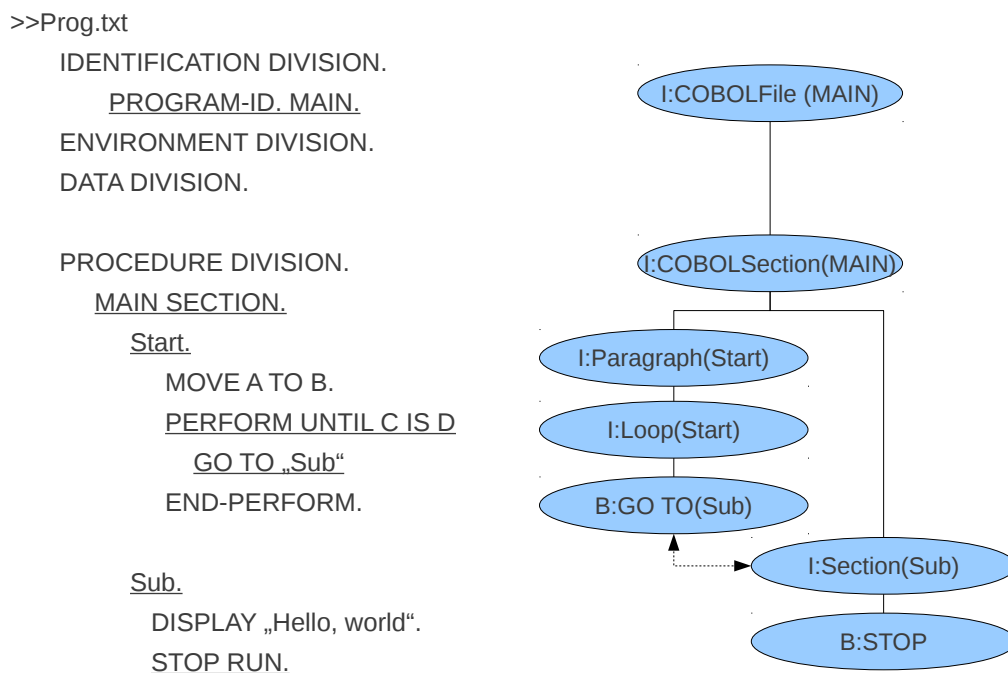 >>Prog.txt
IDENTIFICATION DIVISION.
PROGRAM-ID. MAIN.
ENVIRONMENT DIVISION.
DATA DIVISION.
PROCEDURE DIVISION.
MAIN SECTION.
Start.
MOVE A TO B.
PERFORM UNTIL C IS D
GO TO „Sub“
END-PERFORM.
Sub.
DISPLAY „Hello, world“.
STOP RUN.
I:COBOLFile (MAIN)
I:COBOLSection(MAIN)
I:Paragraph(Start)
I:Loop(Start)
B:GO TO(Sub)
I:Section(Sub)
B:STOP